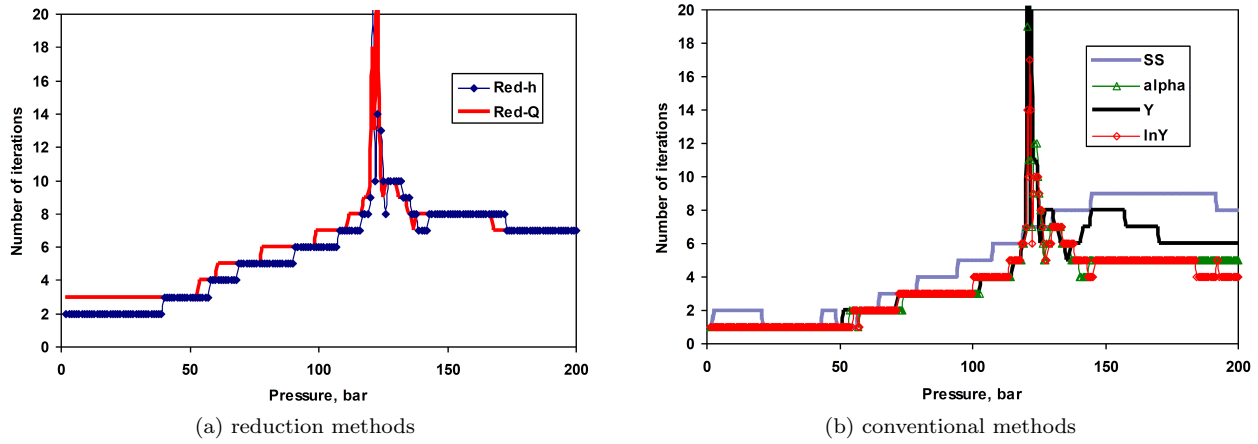 20
18
16
14
12
10
8
6
4
2
0
Number of iterations
Red-h
Red-Q
0 50 100 150 200
Pressure, bar
(a) reduction methods
20
18
16
14
12
10
8
6
4
2
0
Number of iterations
SS
alpha
Y
lnY
0 50 100 150 200
Pressure, bar
(b) conventional methods